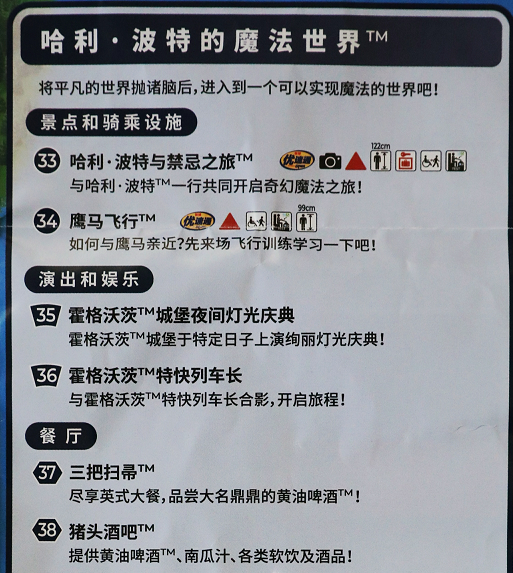 哈利·波特的魔法世界™
将平凡的世界抛诸脑后,进入到一个可以实现魔法的世界吧!
景点和骑乘设施
33 哈利·波特与禁忌之旅™ 优速通 122cm
与哈利·波特™一行共同开启奇幻魔法之旅!
34 鹰马飞行™ 优速通 99cm
如何与鹰马亲近?先来场飞行训练学习一下吧!
演出和娱乐
35 霍格沃茨™城堡夜间灯光庆典
霍格沃茨™城堡于特定日子上演绚丽灯光庆典!
36 霍格沃茨™特快列车长
与霍格沃茨™特快列车长合影,开启旅程!
餐厅
37 三把扫帚™
尽享英式大餐,品尝大名鼎鼎的黄油啤酒™!
38 猪头酒吧™
提供黄油啤酒™、南瓜汁、各类软饮及酒品!